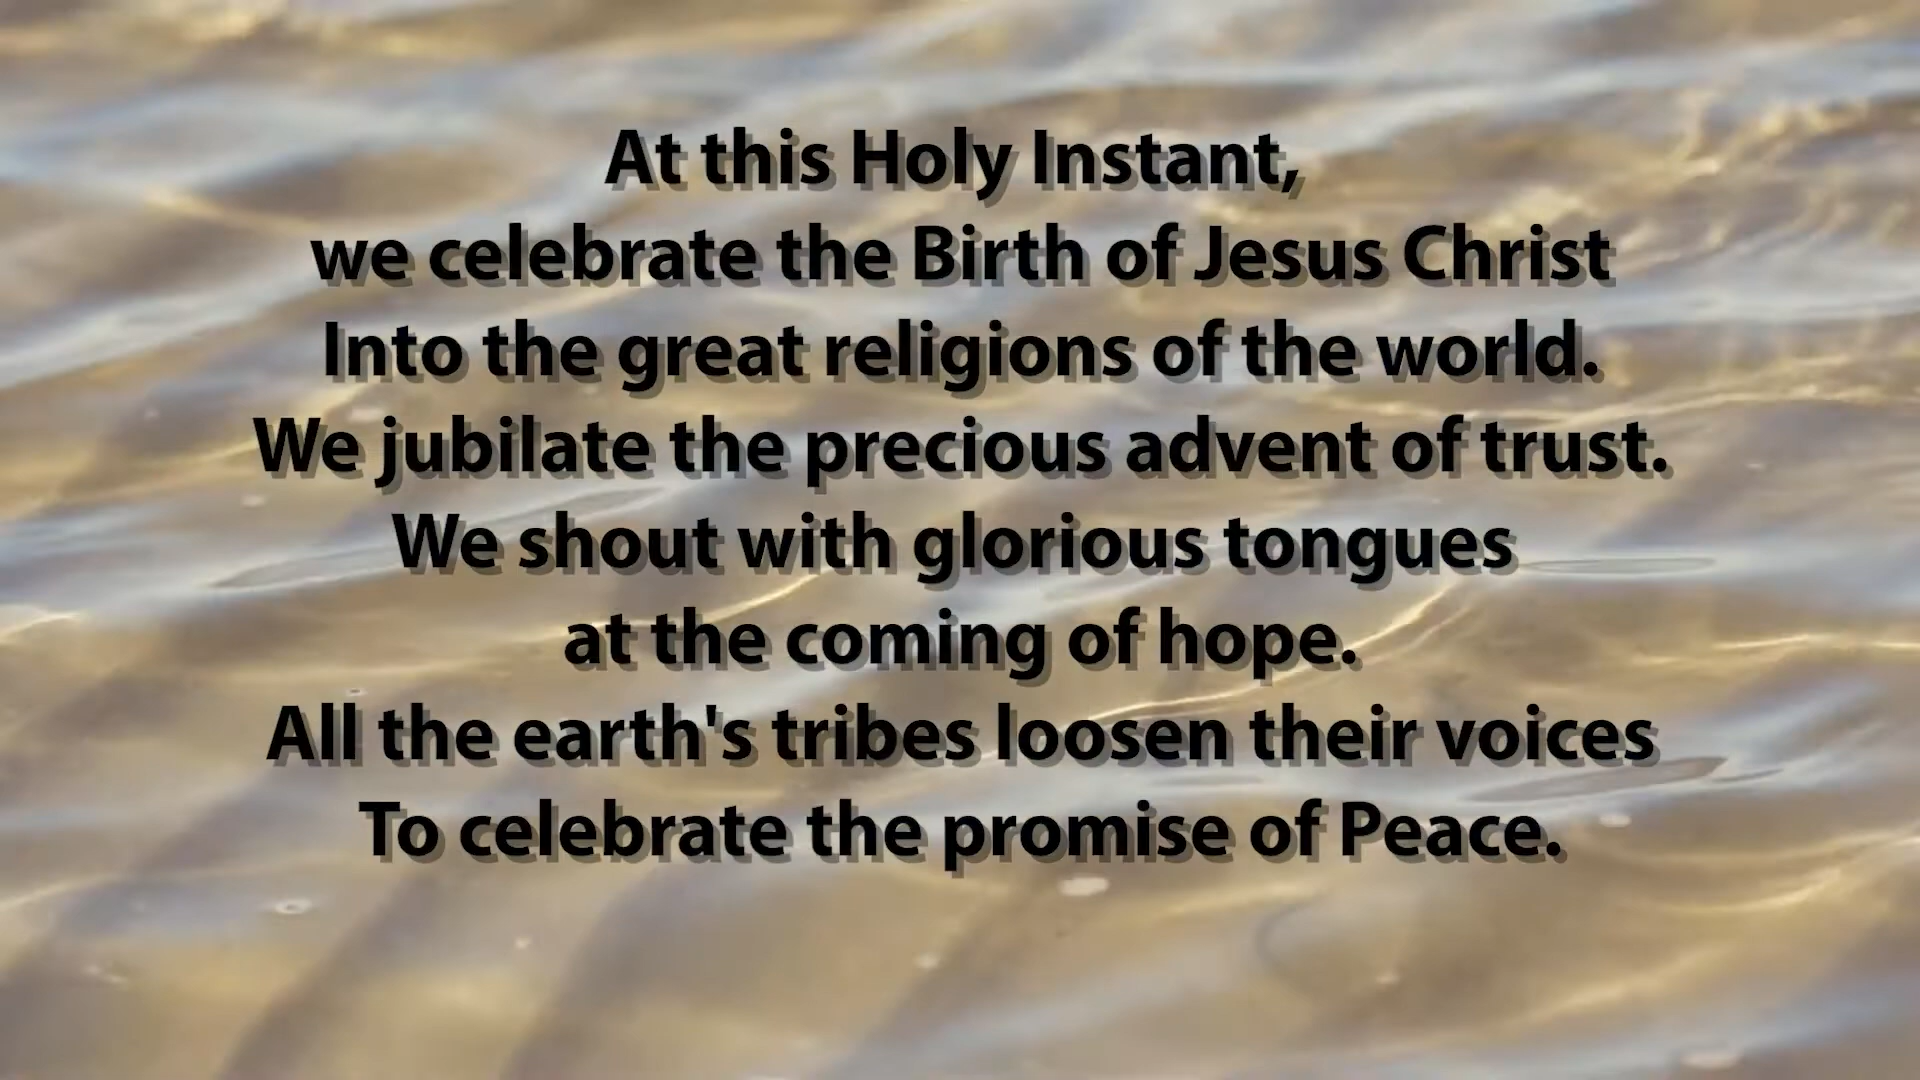 At this Holy Instant,
we celebrate the Birth of Jesus Christ
Into the great religions of the world.
We jubilate the precious advent of trust.
We shout with glorious tongues
at the coming of hope.
All the earth's tribes loosen their voices
To celebrate the promise of Peace.